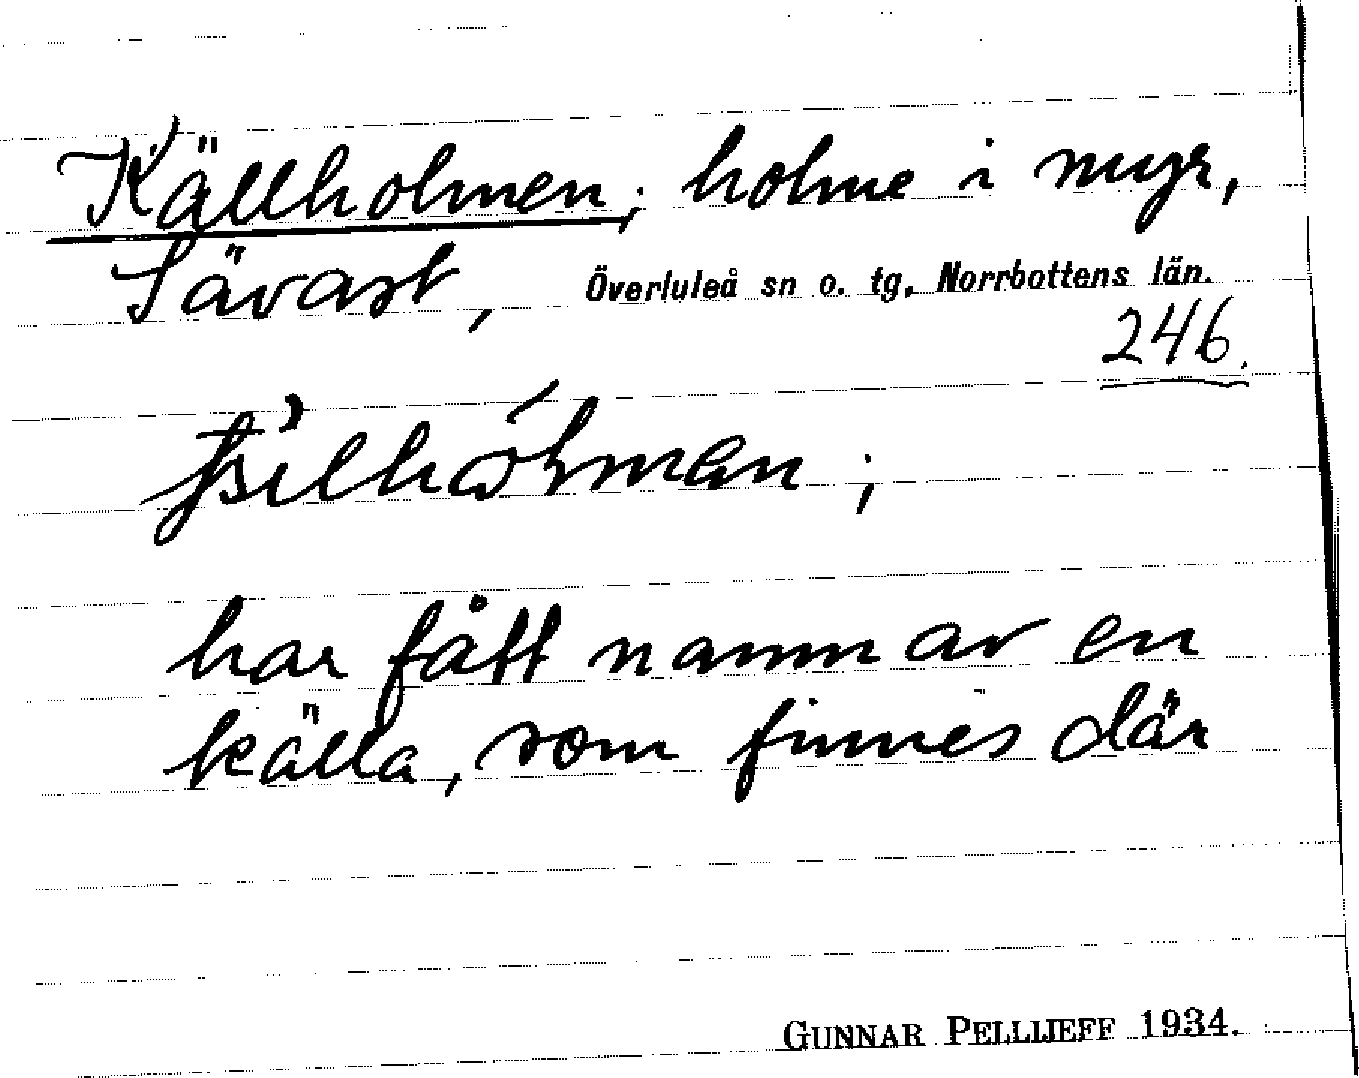 Källholmen; holme i myr,
Sävast, Överluleå sn o. tg, Norrbottens län.
246.
har fått namn av en
källa, som finnes där
GUNNAR PELLIJEFF 1934.